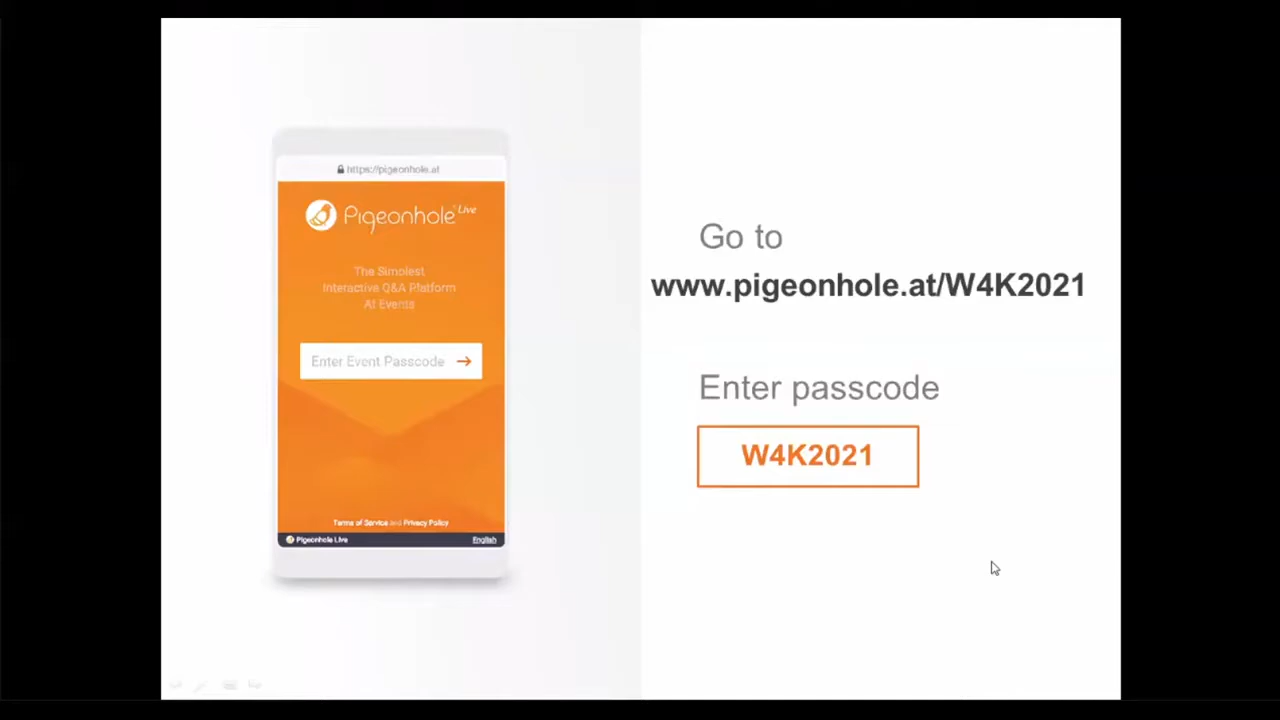 https://pigeonhole.at
Pigeonhole Live
The Simplest
Interactive Q&A Platform
At Events
Enter Event Passcode
Terms of Service and Privacy Policy
Pigeonhole Live
English
Go to
www.pigeonhole.at/W4K2021
Enter passcode
W4K2021